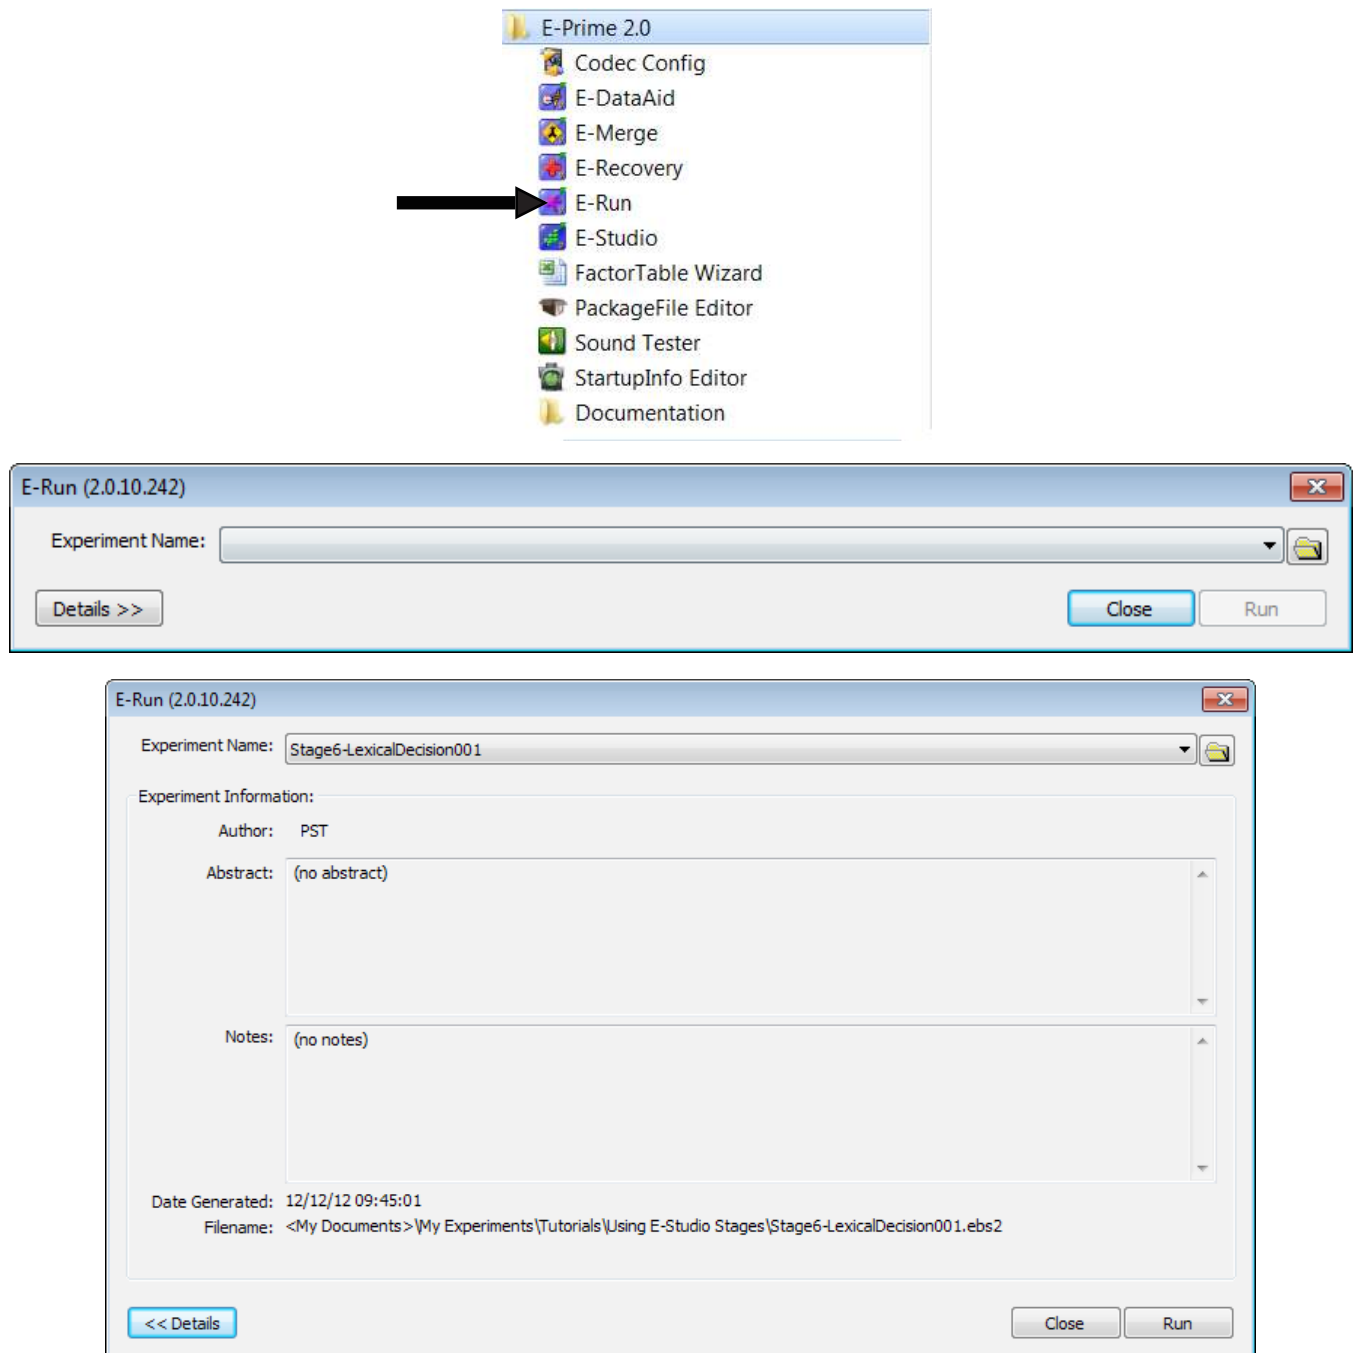 E-Prime 2.0
Codec Config
E-DataAid
E-Merge
E-Recovery
E-Run
E-Studio
FactorTable Wizard
PackageFile Editor
Sound Tester
StartupInfo Editor
Documentation
E-Run (2.0.10.242)
Experiment Name:
Details >>
Close
Run
E-Run (2.0.10.242)
Experiment Name: Stage6-LexicalDecision001
Experiment Information:
Author: PST
Abstract: (no abstract)
Notes: (no notes)
Date Generated: 12/12/12 09:45:01
Filename: <My Documents>\My Experiments\Tutorials\Using E-Studio Stages\Stage6-LexicalDecision001.ebs2
<< Details
Close
Run